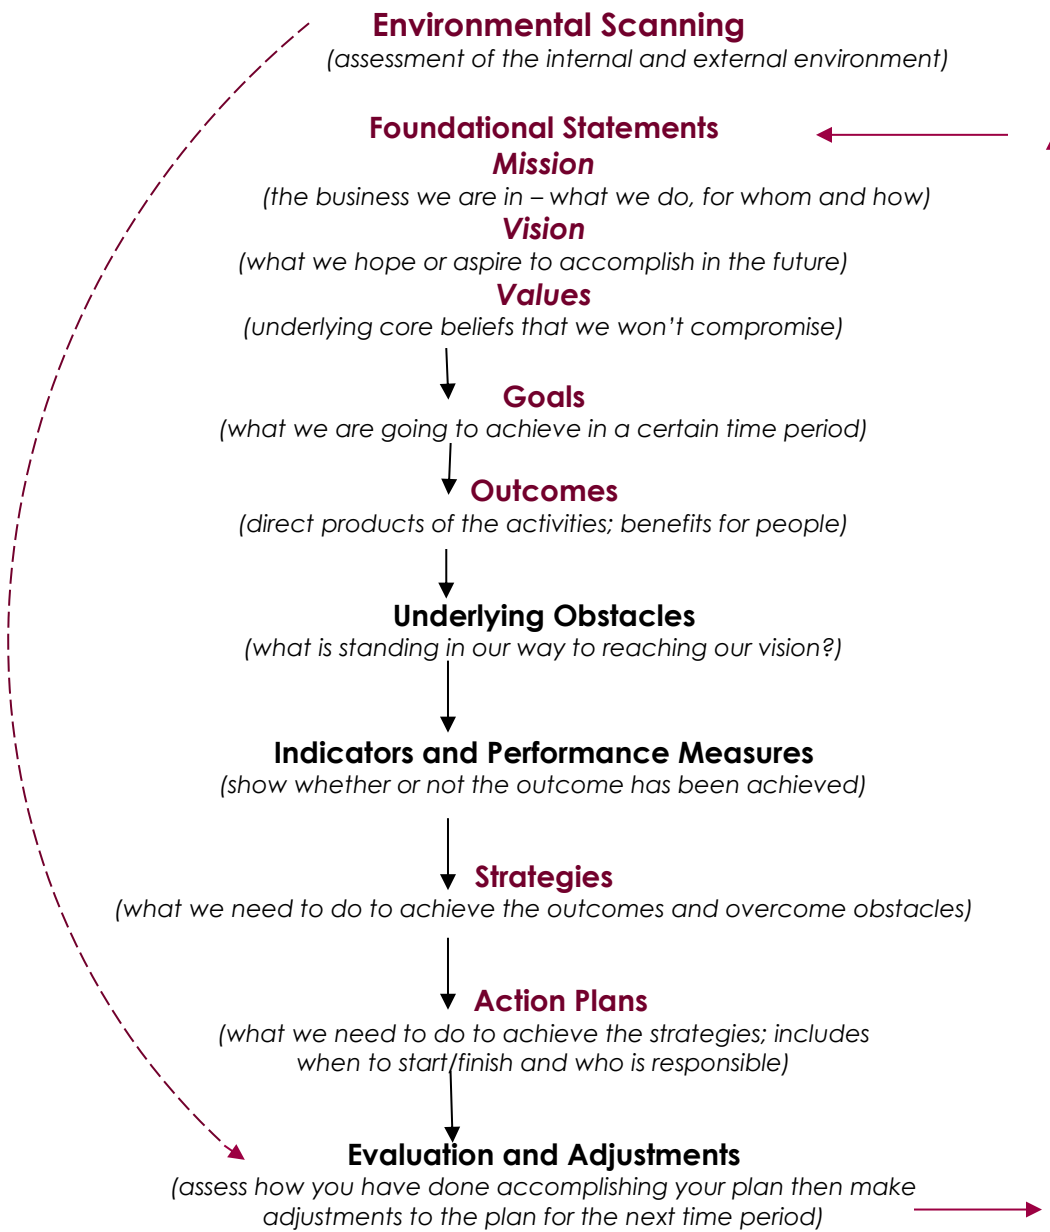 Environmental Scanning
(assessment of the internal and external environment)
Foundational Statements
Mission
(the business we are in – what we do, for whom and how)
Vision
(what we hope or aspire to accomplish in the future)
Values
(underlying core beliefs that we won’t compromise)
Goals
(what we are going to achieve in a certain time period)
Outcomes
(direct products of the activities; benefits for people)
Underlying Obstacles
(what is standing in our way to reaching our vision?)
Indicators and Performance Measures
(show whether or not the outcome has been achieved)
Strategies
(what we need to do to achieve the outcomes and overcome obstacles)
Action Plans
(what we need to do to achieve the strategies; includes
when to start/finish and who is responsible)
Evaluation and Adjustments
(assess how you have done accomplishing your plan then make
adjustments to the plan for the next time period)